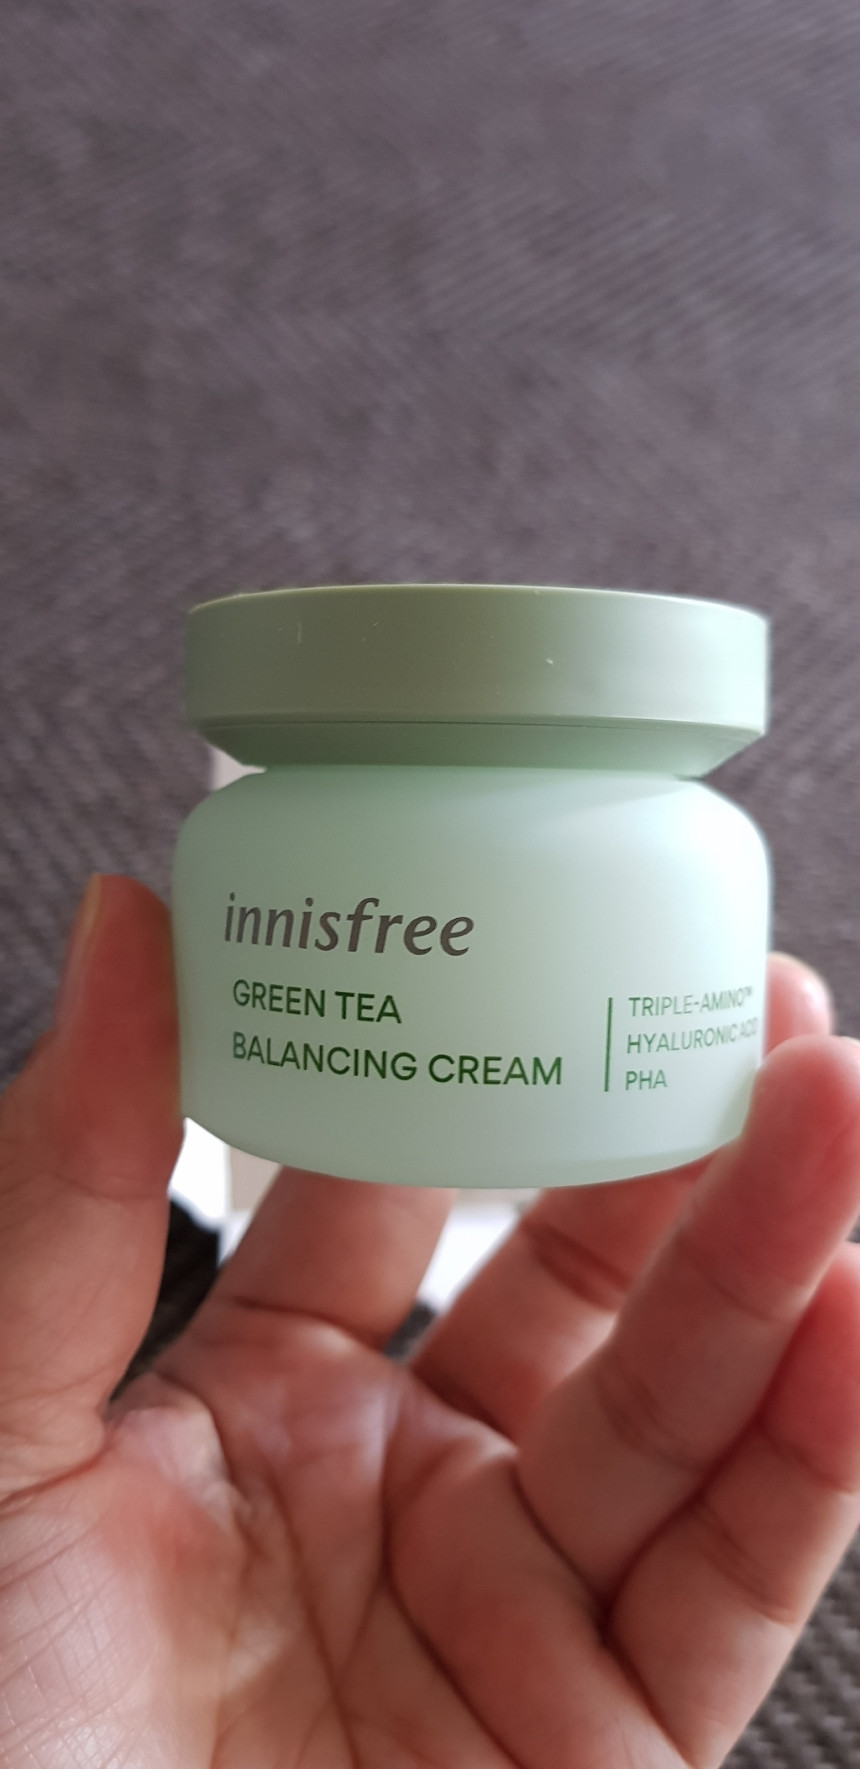 innisfree
GREEN TEA
BALANCING CREAM
TRIPLE-AMINO™
HYALURONIC ACID
PHA